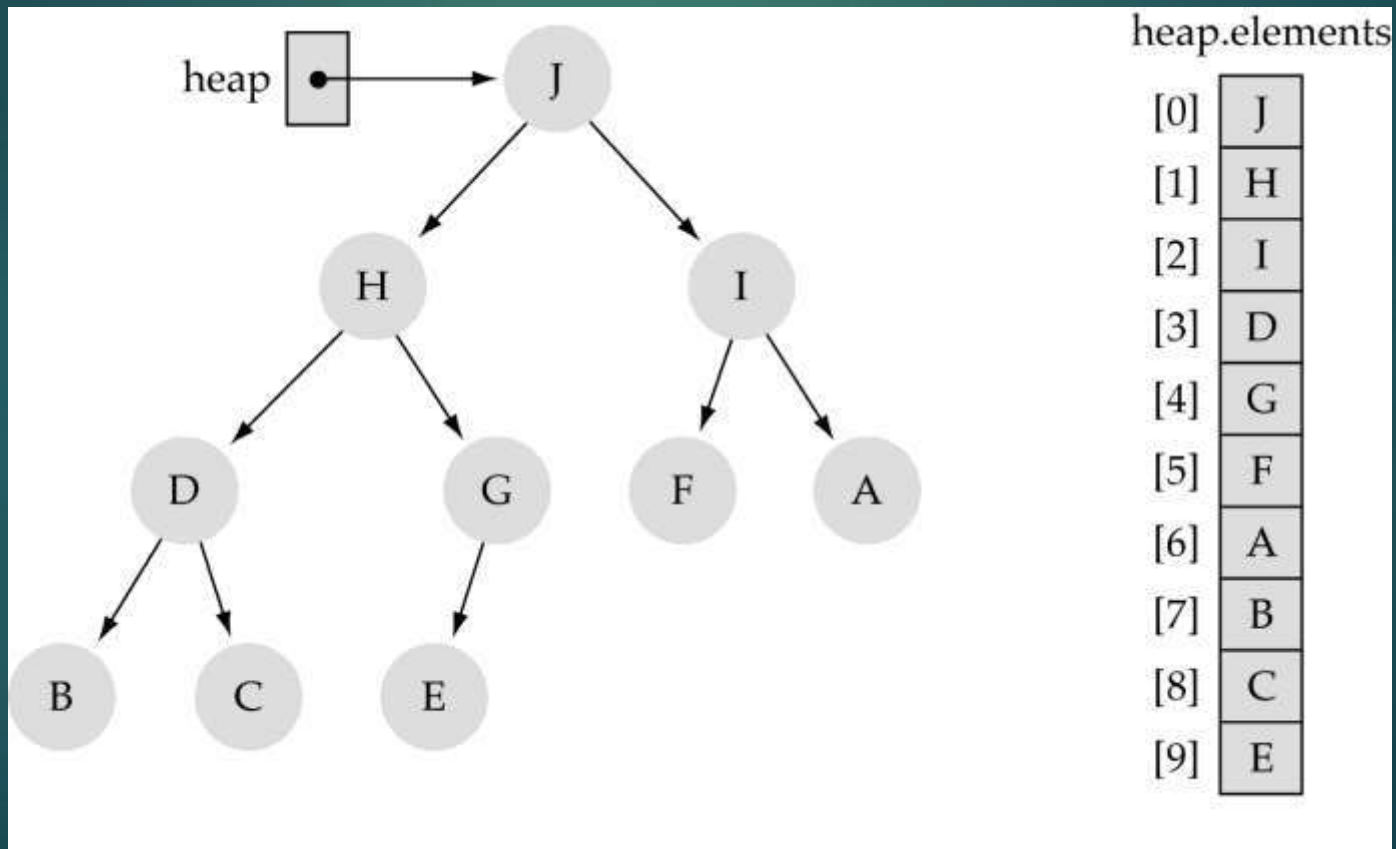 heap
J
H I
D G F A
B C E
heap.elements
[0] J
[1] H
[2] I
[3] D
[4] G
[5] F
[6] A
[7] B
[8] C
[9] E